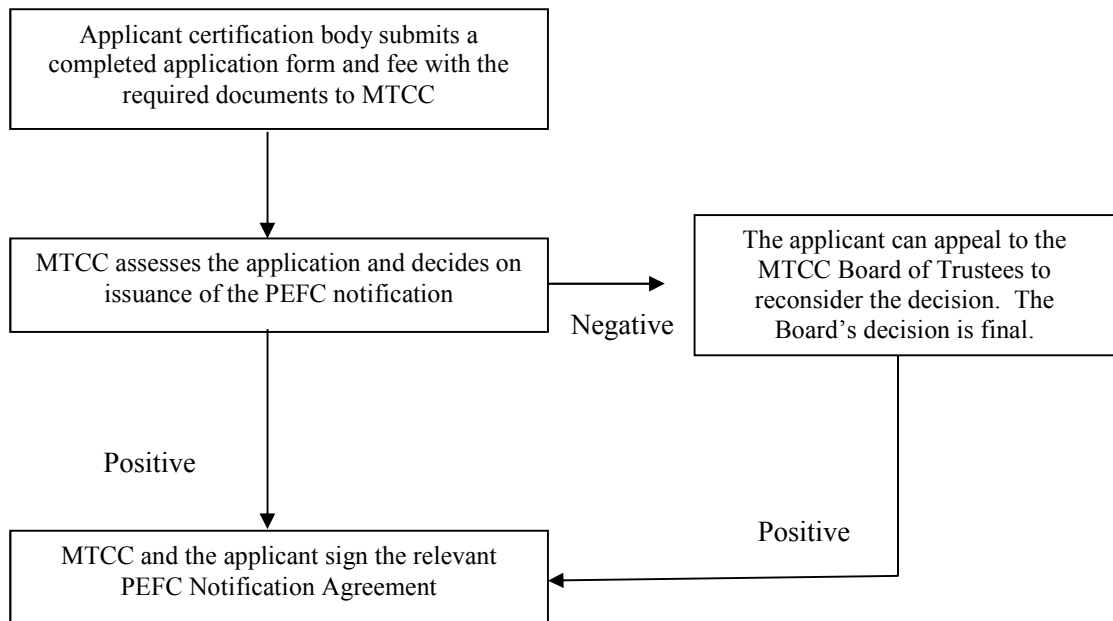 Applicant certification body submits a
completed application form and fee with the
required documents to MTCC
MTCC assesses the application and decides on
issuance of the PEFC notification
Negative
The applicant can appeal to the
MTCC Board of Trustees to
reconsider the decision.  The
Board’s decision is final.
Positive
Positive
MTCC and the applicant sign the relevant
PEFC Notification Agreement